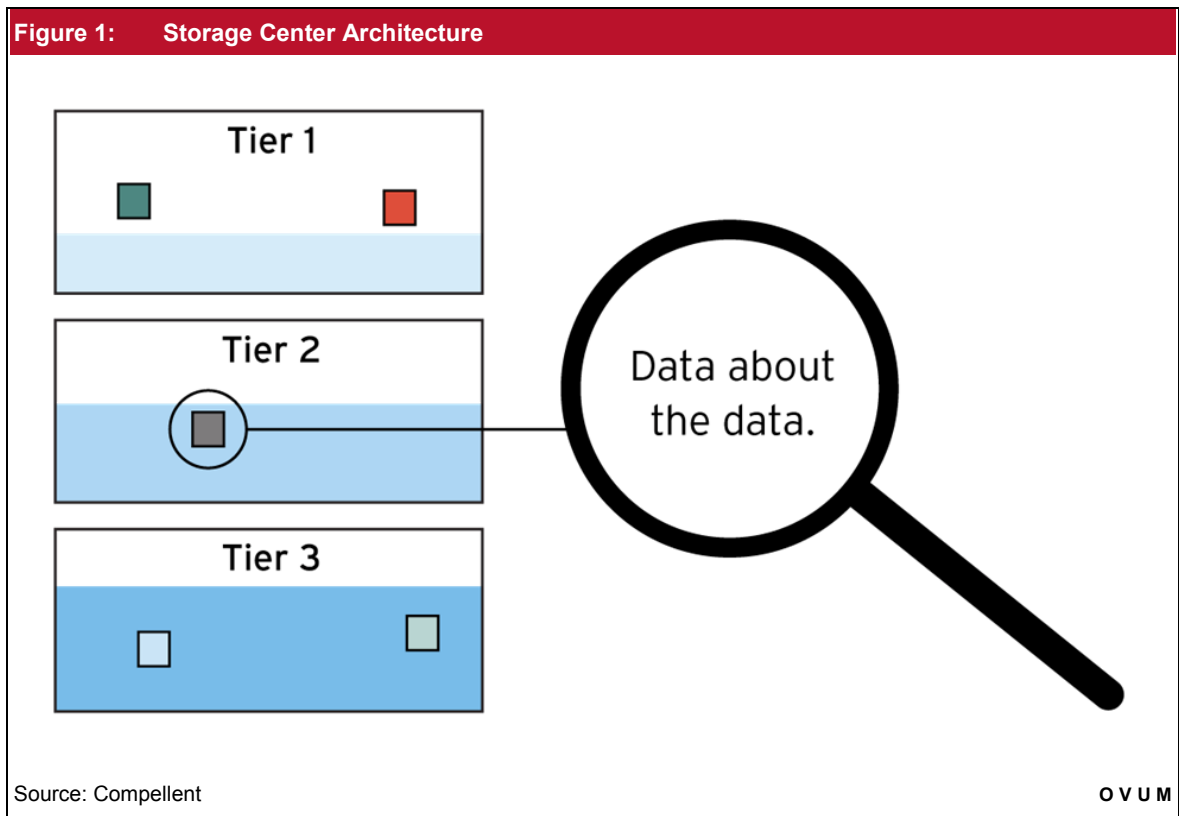 Figure 1: Storage Center Architecture
Tier 1
Tier 2
Data about
the data.
Tier 3
Source: Compellent
OVUM